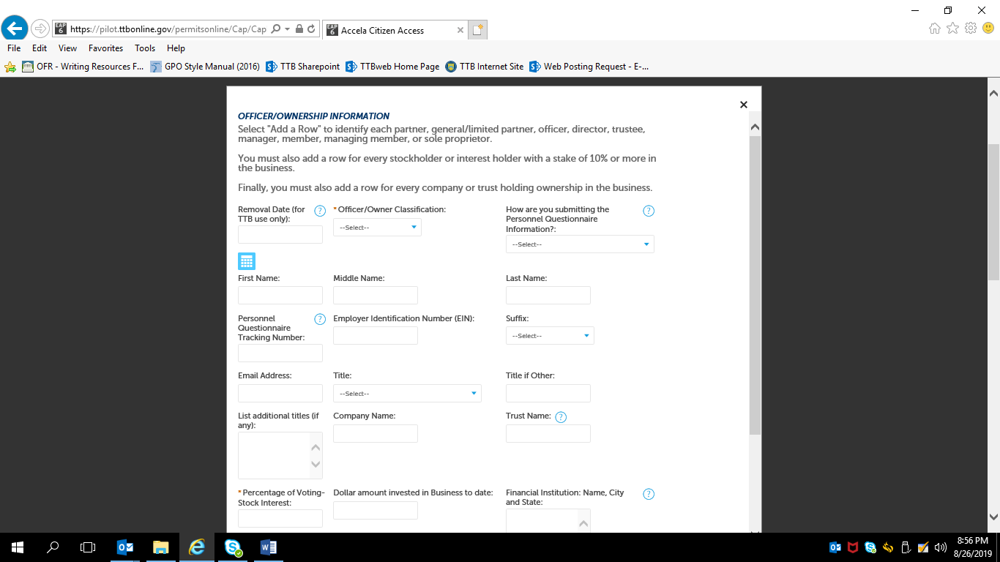 EAP 6 https://pilot.ttbonline.gov/permitsonline/Cap/Cap
EAP 6 Accela Citizen Access
File Edit View Favorites Tools Help
OFR - Writing Resources F... GPO Style Manual (2016) TTB Sharepoint TTBweb Home Page TTB Internet Site Web Posting Request - E-...
OFFICER/OWNERSHIP INFORMATION
Select "Add a Row" to identify each partner, general/limited partner, officer, director, trustee,
manager, member, managing member, or sole proprietor.
You must also add a row for every stockholder or interest holder with a stake of 10% or more in
the business.
Finally, you must also add a row for every company or trust holding ownership in the business.
Removal Date (for
TTB use only):
?
* Officer/Owner Classification:
--Select--
How are you submitting the
Personnel Questionnaire
Information?:
?
--Select--
First Name:
Middle Name:
Last Name:
Personnel
Questionnaire
Tracking Number:
?
Employer Identification Number (EIN):
Suffix:
--Select--
Email Address:
Title:
--Select--
Title if Other:
List additional titles (if
any):
Company Name:
Trust Name: ?
* Percentage of Voting-
Stock Interest:
Dollar amount invested in Business to date:
Financial Institution: Name, City
and State:
?
8:56 PM
8/26/2019